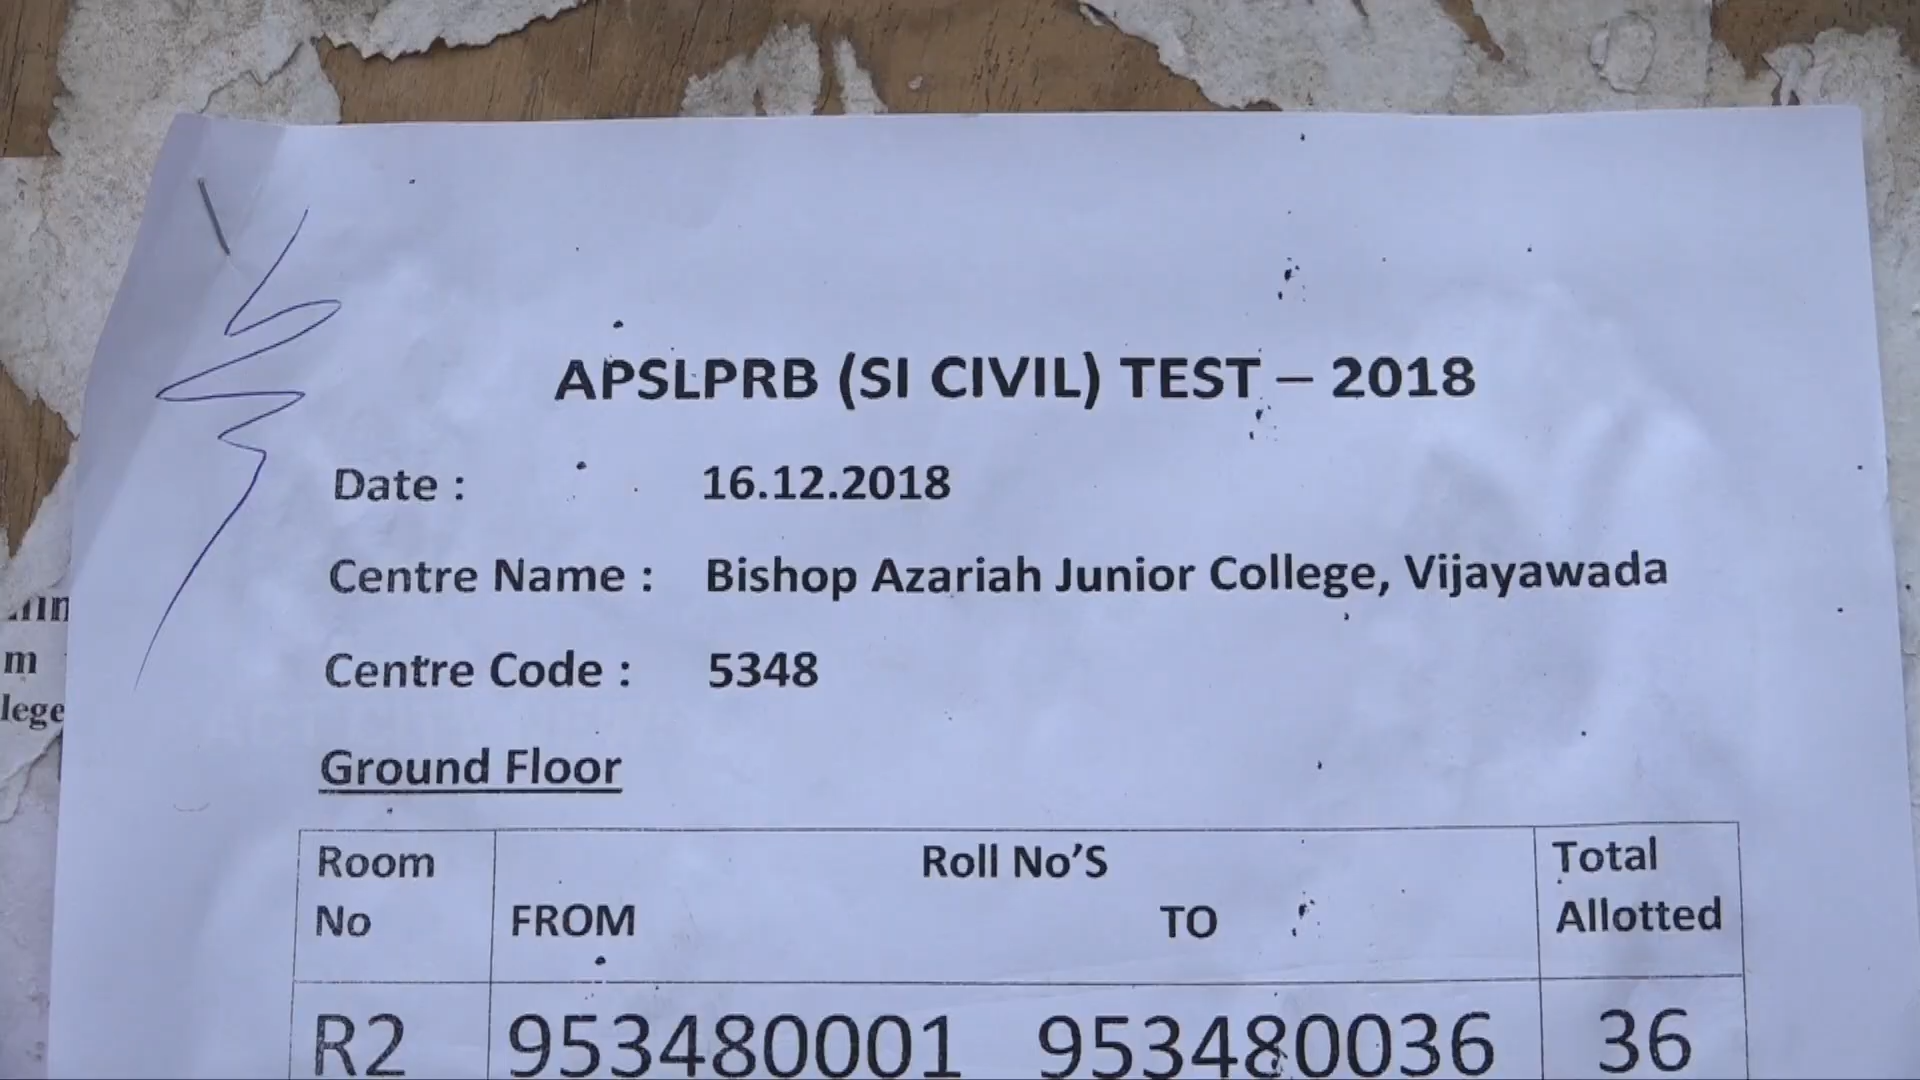 APSLPRB (SI CIVIL) TEST – 2018
Date : 16.12.2018
Centre Name : Bishop Azariah Junior College, Vijayawada
Centre Code : 5348
Ground Floor
Room No Roll No'S FROM TO Total Allotted
R2 953480001 953480036 36
m
lege